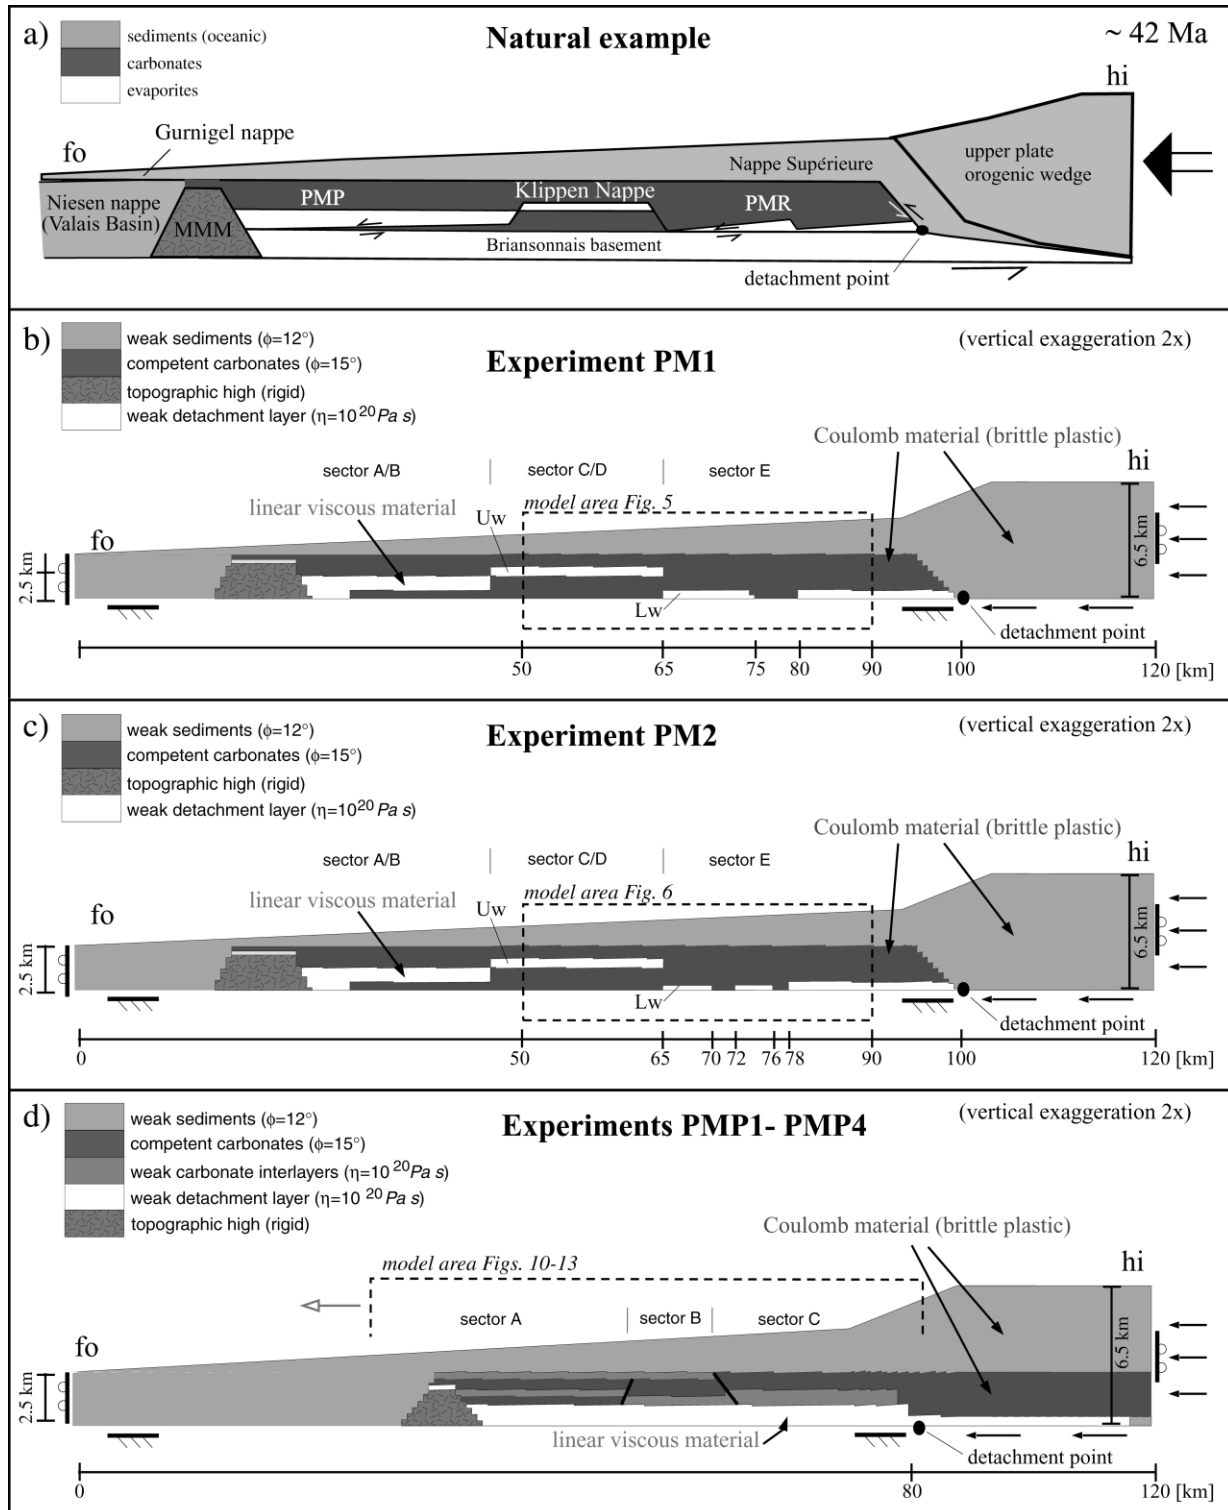 a)
sediments (oceanic)
carbonates
evaporites
Natural example
~ 42 Ma
hi
Gurnigel nappe
fo
Nappe Supérieure
upper plate
orogenic wedge
Niesen nappe
(Valais Basin)
MMM
PMP
Klippen Nappe
PMR
Briansonnais basement
detachment point
b)
weak sediments (ϕ=12°)
competent carbonates (ϕ=15°)
topographic high (rigid)
weak detachment layer (η=10^20 Pa s)
Experiment PM1
(vertical exaggeration 2x)
Coulomb material (brittle plastic)
sector A/B
sector C/D
sector E
hi
linear viscous material
model area Fig. 5
Uw
fo
2.5 km
6.5 km
Lw
detachment point
50 65 75 80 90 100 120 [km]
c)
weak sediments (ϕ=12°)
competent carbonates (ϕ=15°)
topographic high (rigid)
weak detachment layer (η=10^20 Pa s)
Experiment PM2
(vertical exaggeration 2x)
Coulomb material (brittle plastic)
sector A/B
sector C/D
sector E
hi
linear viscous material
model area Fig. 6
Uw
fo
2.5 km
6.5 km
Lw
detachment point
0 50 65 70 72 76 78 90 100 120 [km]
d)
weak sediments (ϕ=12°)
competent carbonates (ϕ=15°)
weak carbonate interlayers (η=10^20 Pa s)
weak detachment layer (η=10^20 Pa s)
topographic high (rigid)
Experiments PMP1- PMP4
(vertical exaggeration 2x)
Coulomb material (brittle plastic)
model area Figs. 10-13
hi
sector A
sector B
sector C
fo
2.5 km
6.5 km
linear viscous material
detachment point
0 80 120 [km]